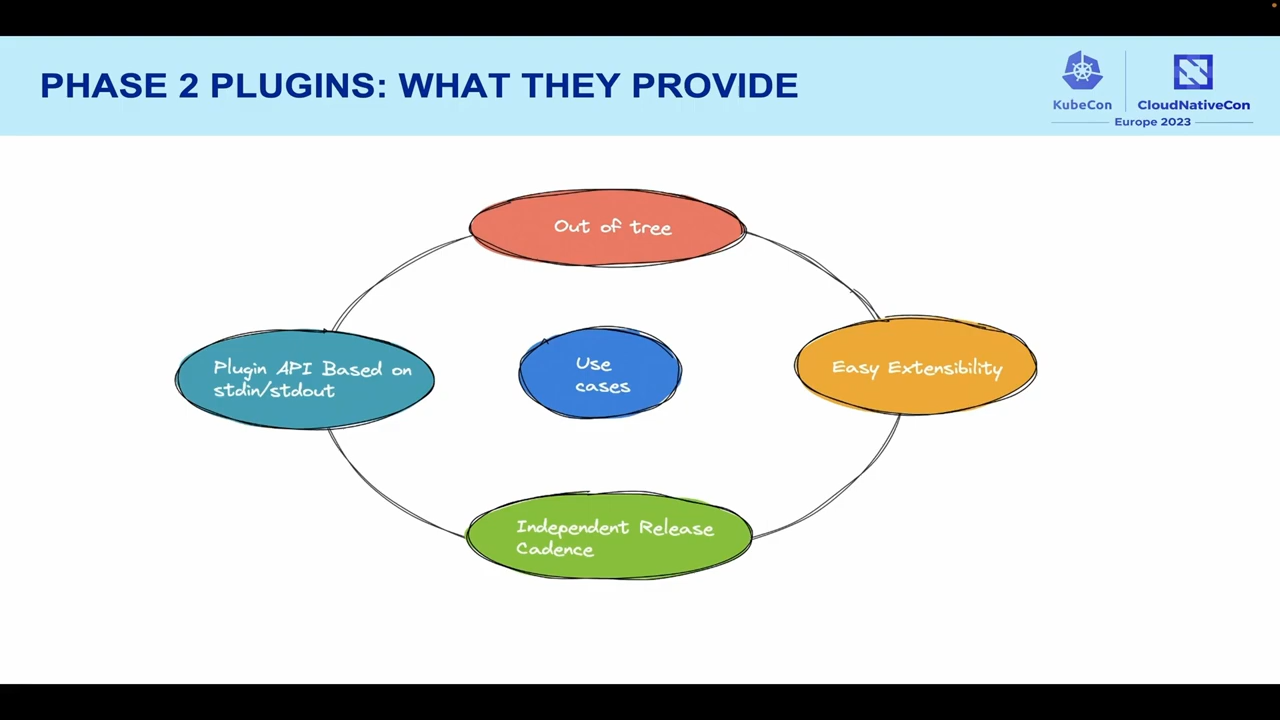 PHASE 2 PLUGINS: WHAT THEY PROVIDE
KubeCon
CloudNativeCon
Europe 2023
Out of tree
Plugin API Based on
stdin/stdout
Use
cases
Easy Extensibility
Independent Release
Cadence